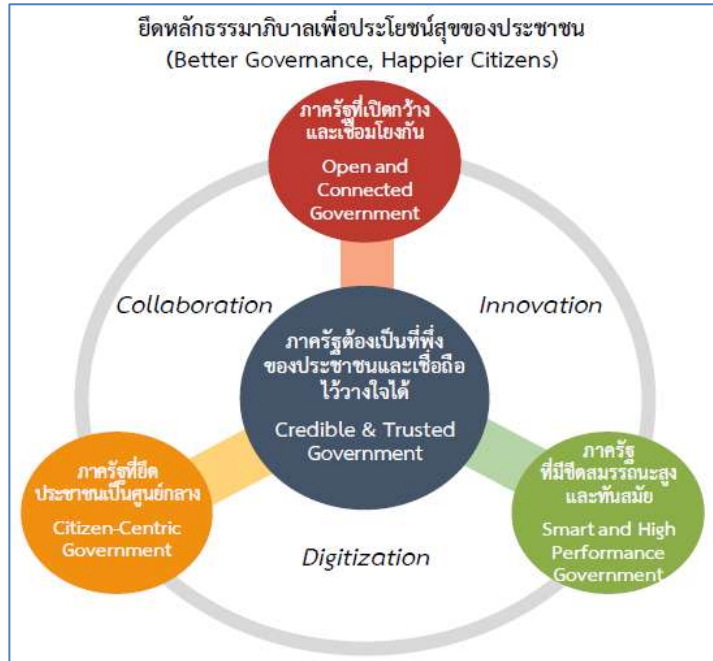 ยึดหลักธรรมาภิบาลเพื่อประโยชน์สุขของประชาชน
(Better Governance, Happier Citizens)
ภาครัฐที่เปิดกว้าง
และเชื่อมโยงกัน
Open and
Connected
Government
Collaboration
Innovation
ภาครัฐต้องเป็นที่พึ่ง
ของประชาชนและเชื่อถือ
ไว้วางใจได้
Credible & Trusted
Government
ภาครัฐที่ยึด
ประชาชนเป็นศูนย์กลาง
Citizen-Centric
Government
ภาครัฐ
ที่มีขีดสมรรถนะสูง
และทันสมัย
Smart and High
Performance
Government
Digitization